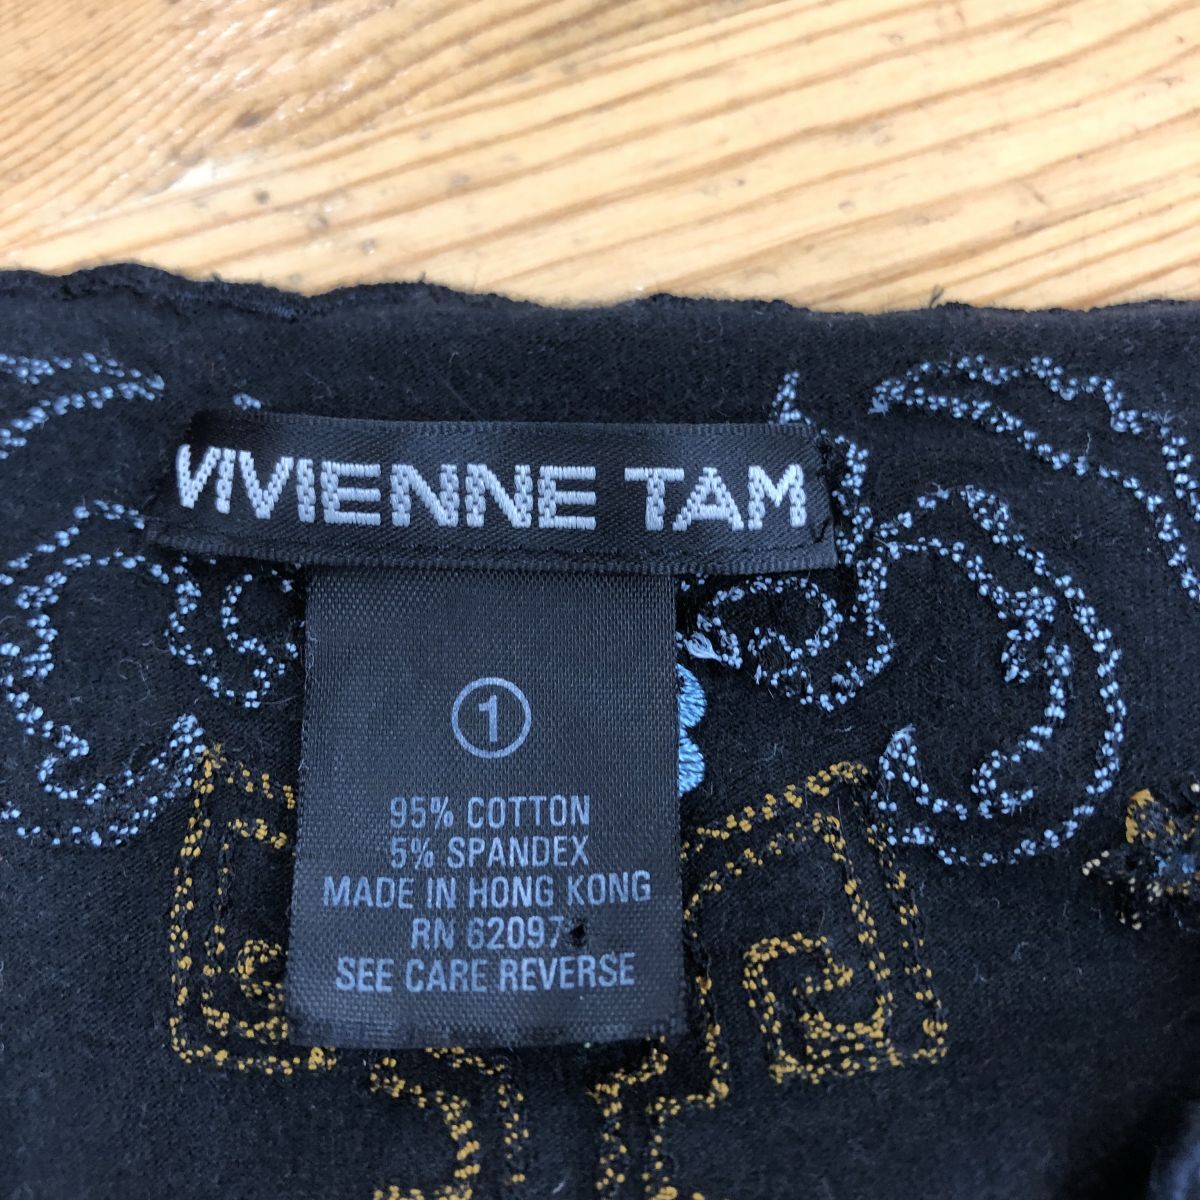 VIVIENNE TAM
1
95% COTTON
5% SPANDEX
MADE IN HONG KONG
RN 62097
SEE CARE REVERSE